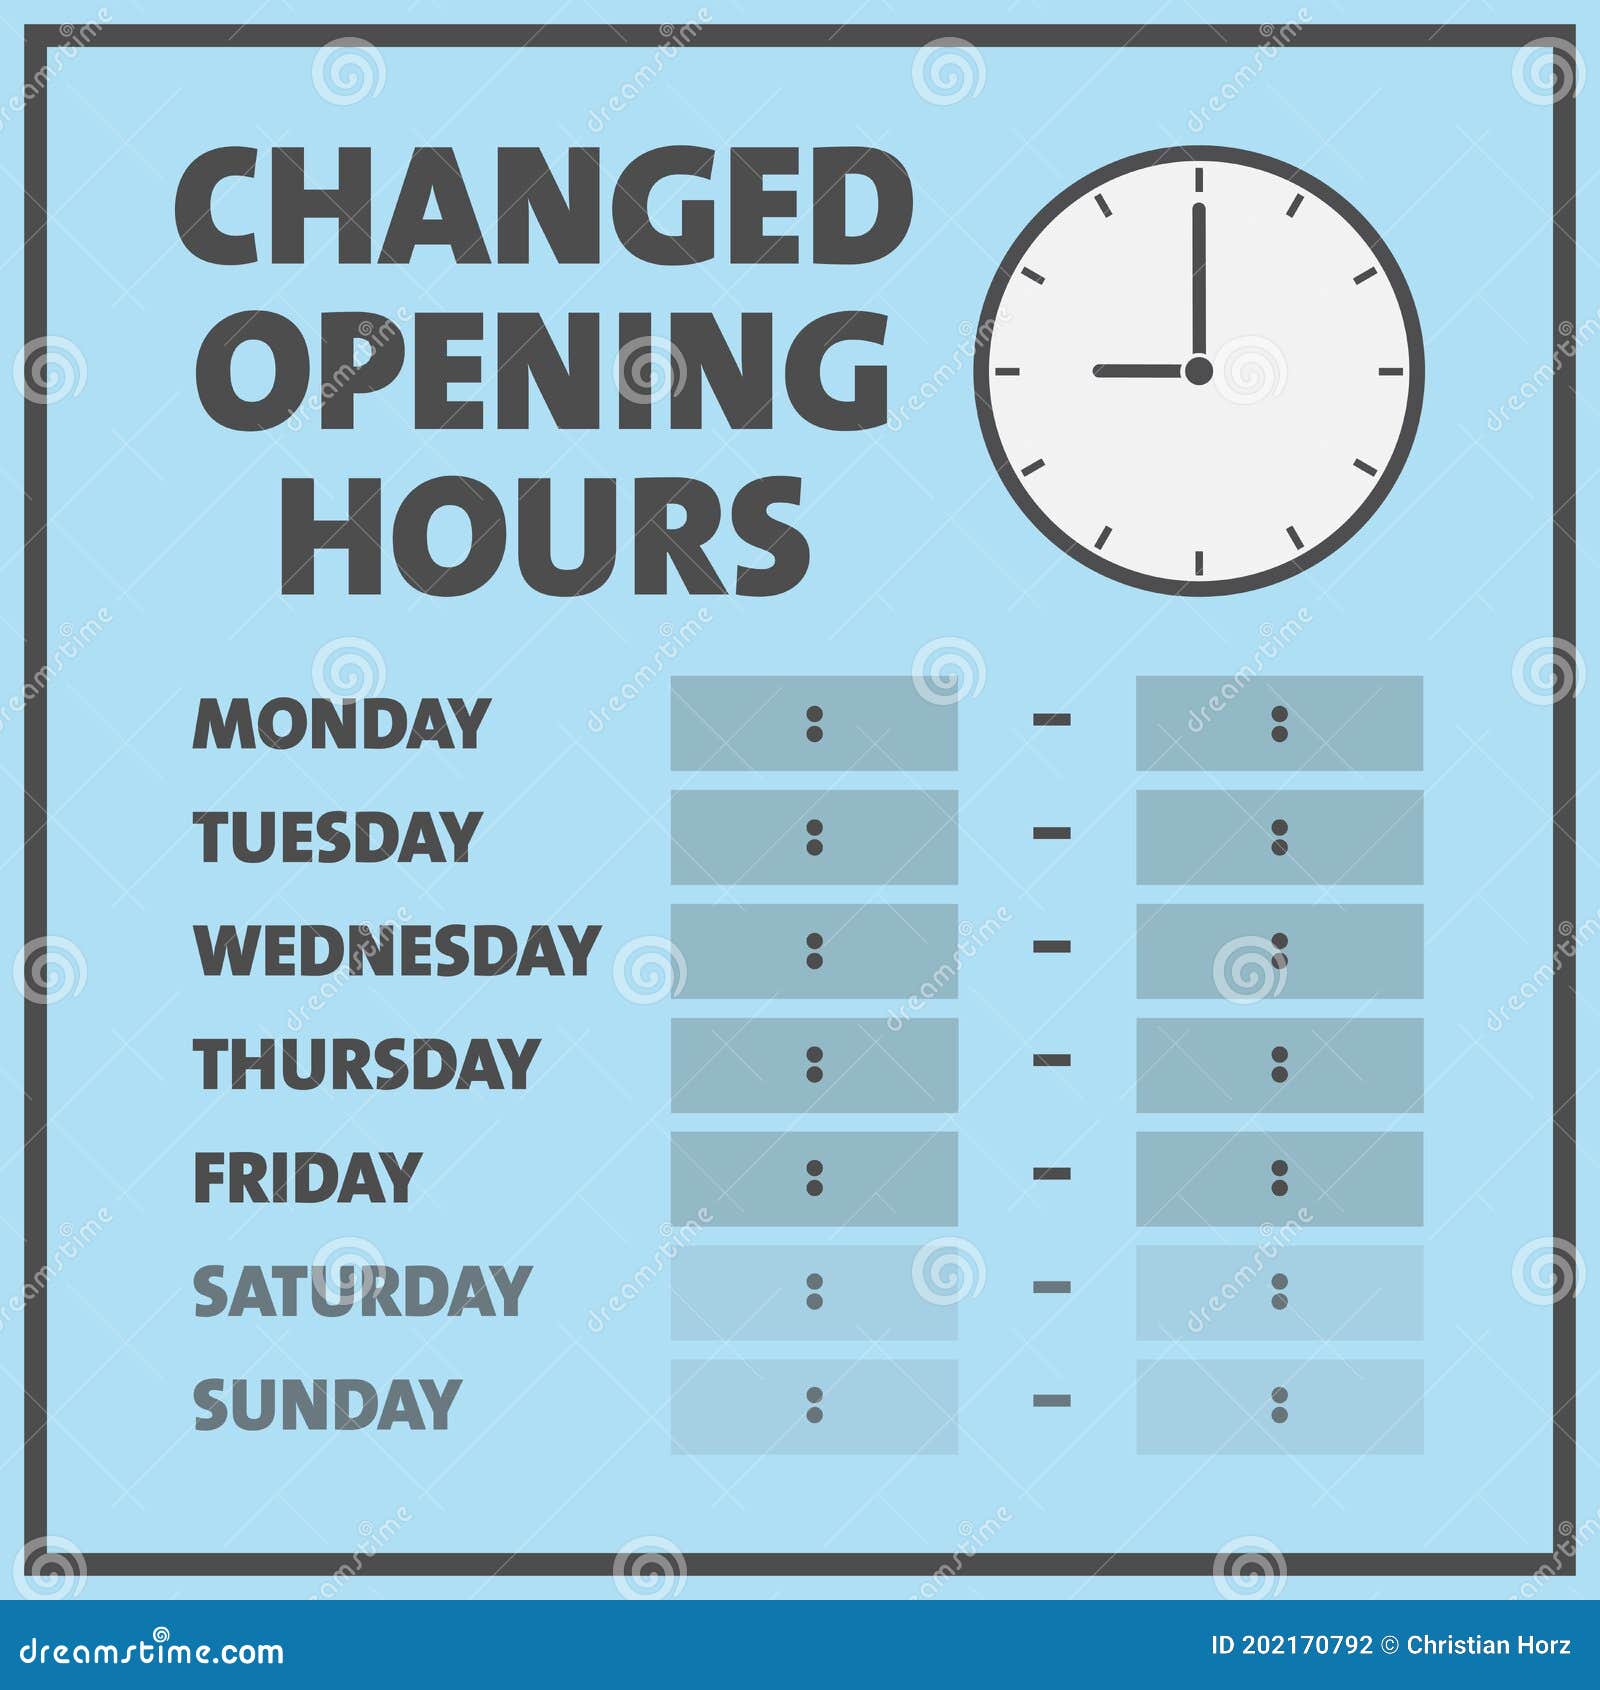 CHANGED
OPENING
HOURS
MONDAY : - :
TUESDAY : - :
WEDNESDAY : - :
THURSDAY : - :
FRIDAY : - :
SATURDAY : - :
SUNDAY : - :
dreamstime.com
ID 202170792 © Christian Horz